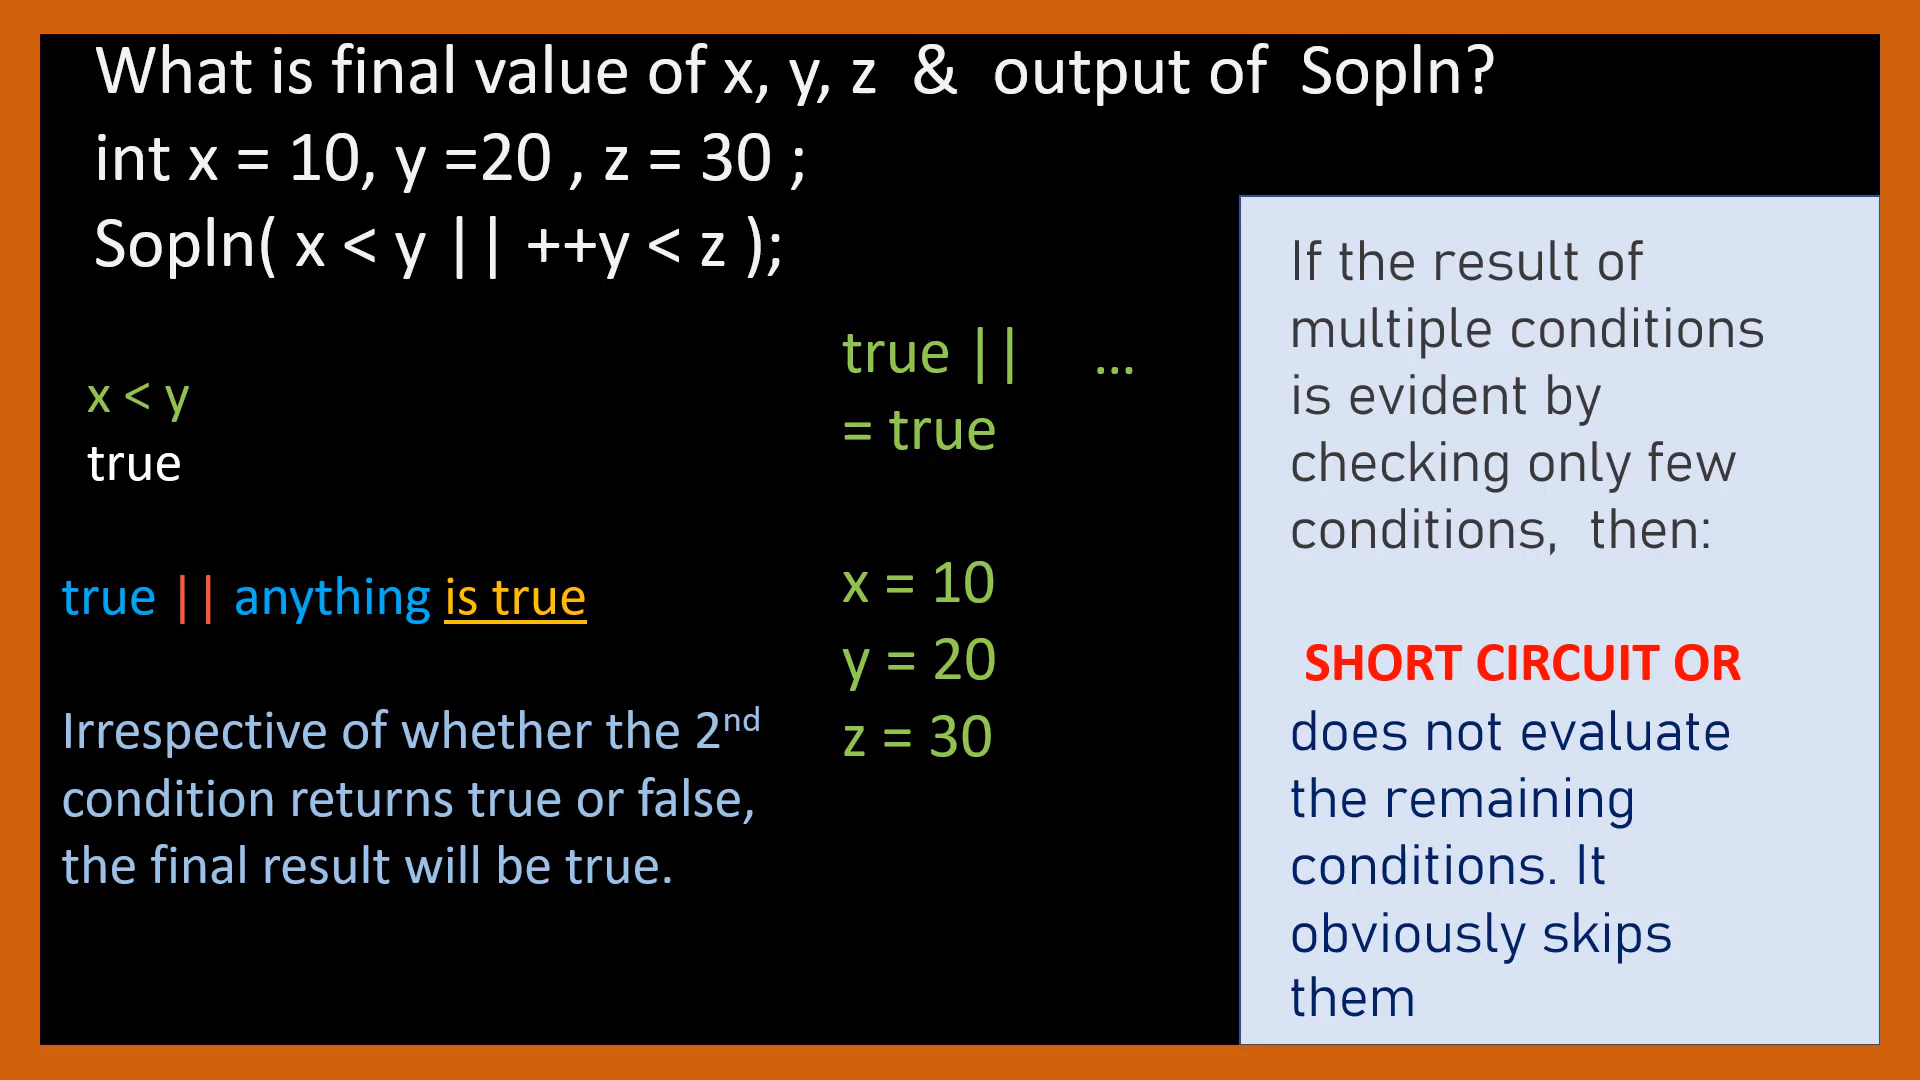 What is final value of x, y, z & output of Sopln?
int x = 10, y =20 , z = 30 ;
Sopln( x < y || ++y < z );
x < y
true
true || anything is true
Irrespective of whether the 2nd
condition returns true or false,
the final result will be true.
true || ...
= true
x = 10
y = 20
z = 30
If the result of
multiple conditions
is evident by
checking only few
conditions, then:
SHORT CIRCUIT OR
does not evaluate
the remaining
conditions. It
obviously skips
them